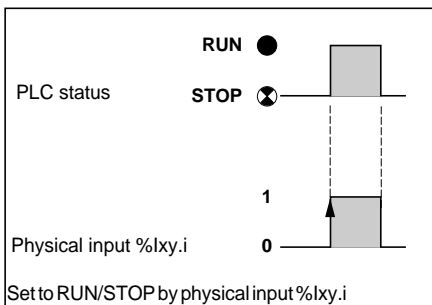 RUN
PLC status
STOP
1
Physical input %Ixy.i
0
Set to RUN/STOP by physical input %Ixy.i